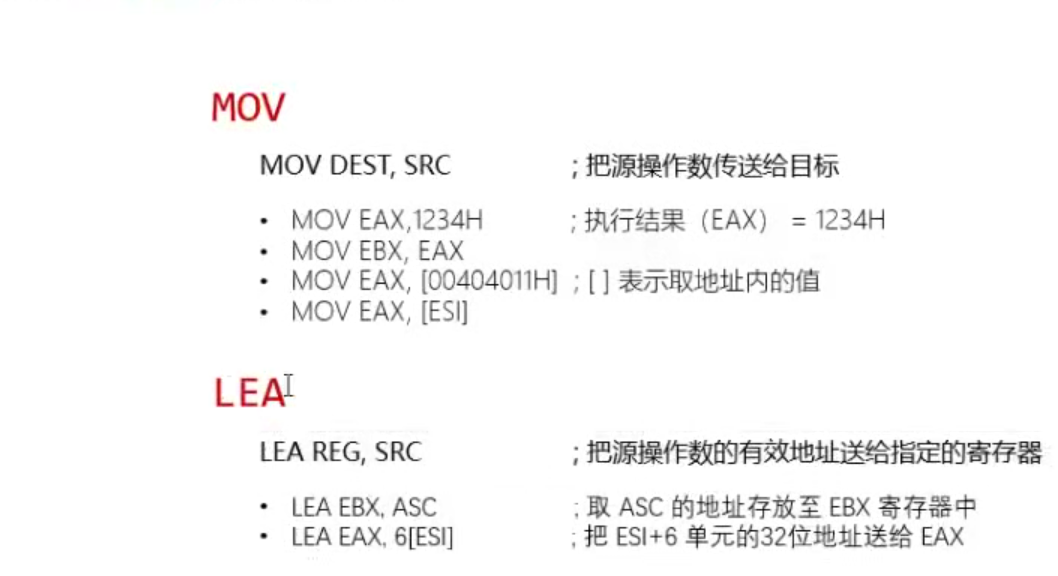 MOV
MOV DEST, SRC ; 把源操作数传送给目标
• MOV EAX,1234H ; 执行结果（EAX） = 1234H
• MOV EBX, EAX
• MOV EAX, [00404011H] ; [ ] 表示取地址内的值
• MOV EAX, [ESI]
LEA
LEA REG, SRC ; 把源操作数的有效地址送给指定的寄存器
• LEA EBX, ASC ; 取 ASC 的地址存放至 EBX 寄存器中
• LEA EAX, 6[ESI] ; 把 ESI+6 单元的32位地址送给 EAX